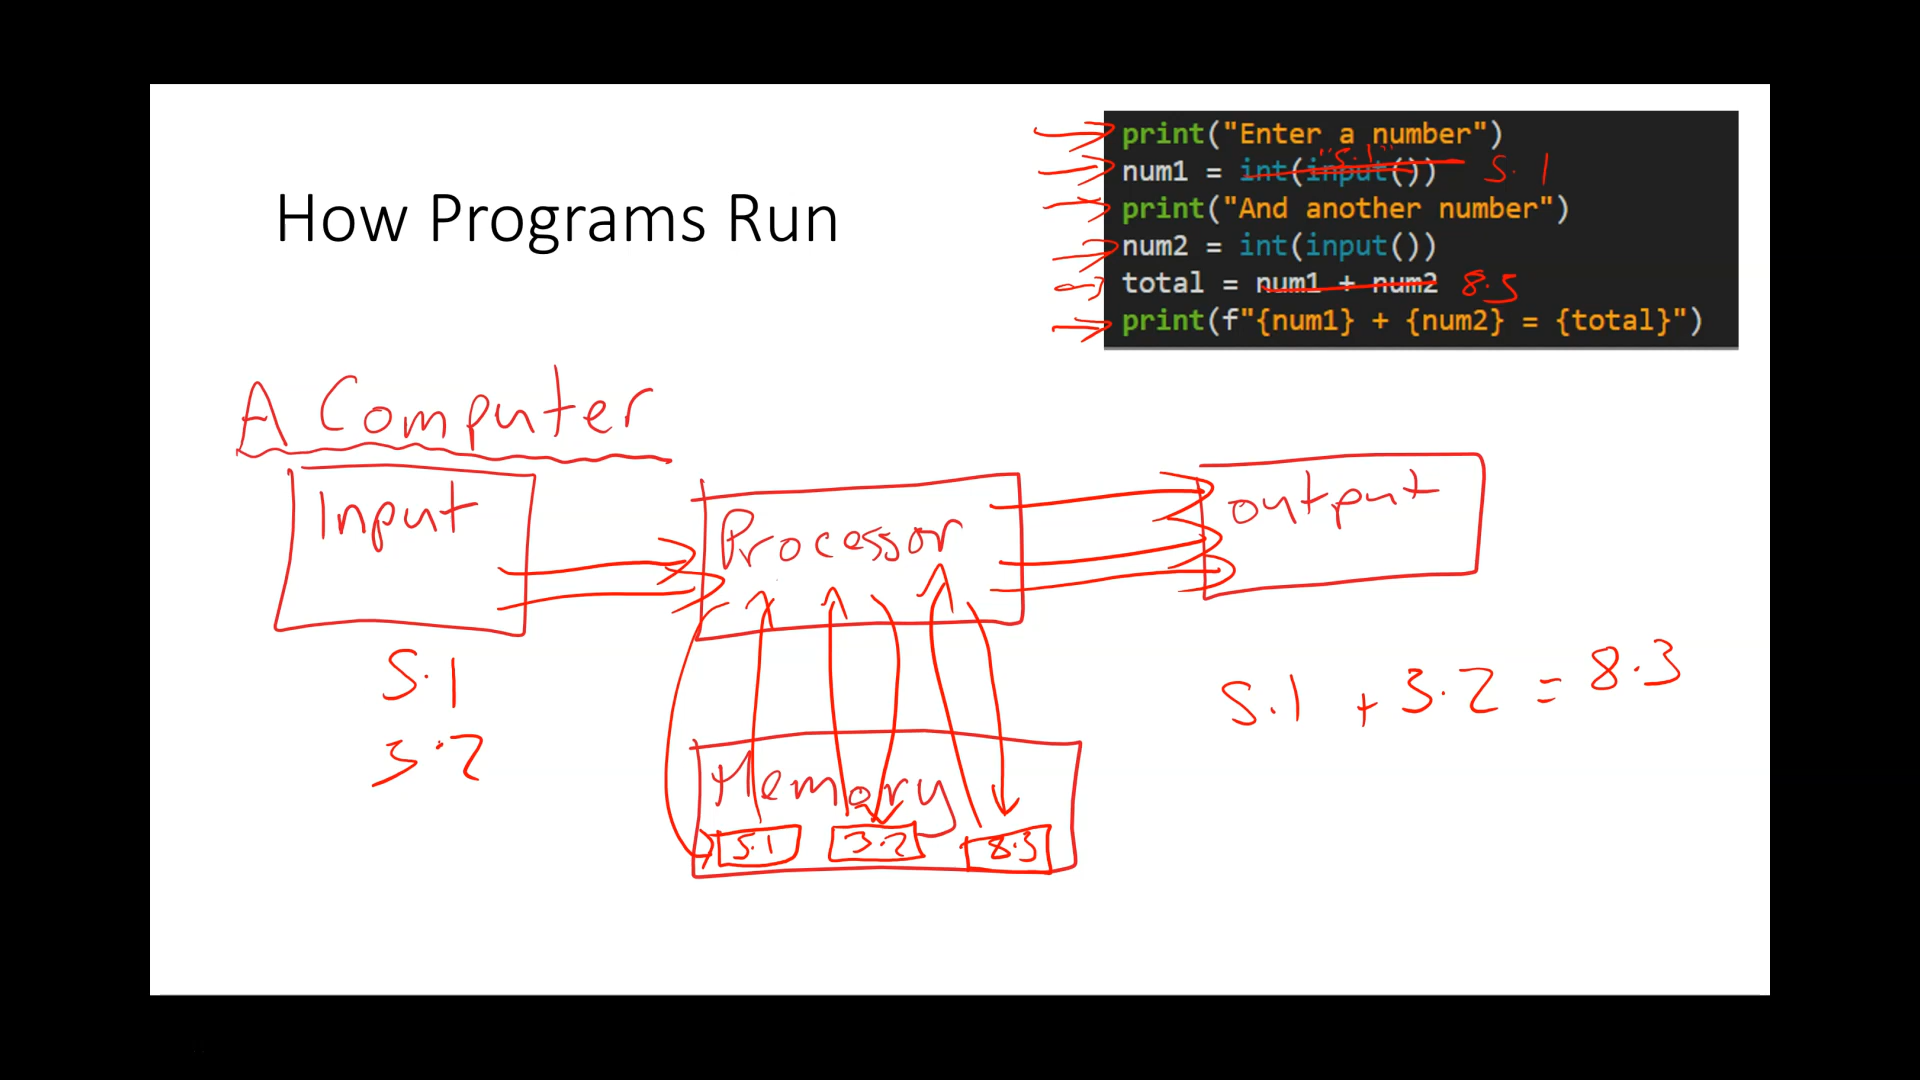 How Programs Run
print("Enter a number")
"5.1"
num1 = int(input()) 5.1
print("And another number")
num2 = int(input())
total = num1 + num2 8.3
print(f"{num1} + {num2} = {total}")
A Computer
Input
Processor
output
5.1
3.2
5.1 + 3.2 = 8.3
Memory
5.1 3.2 8.3